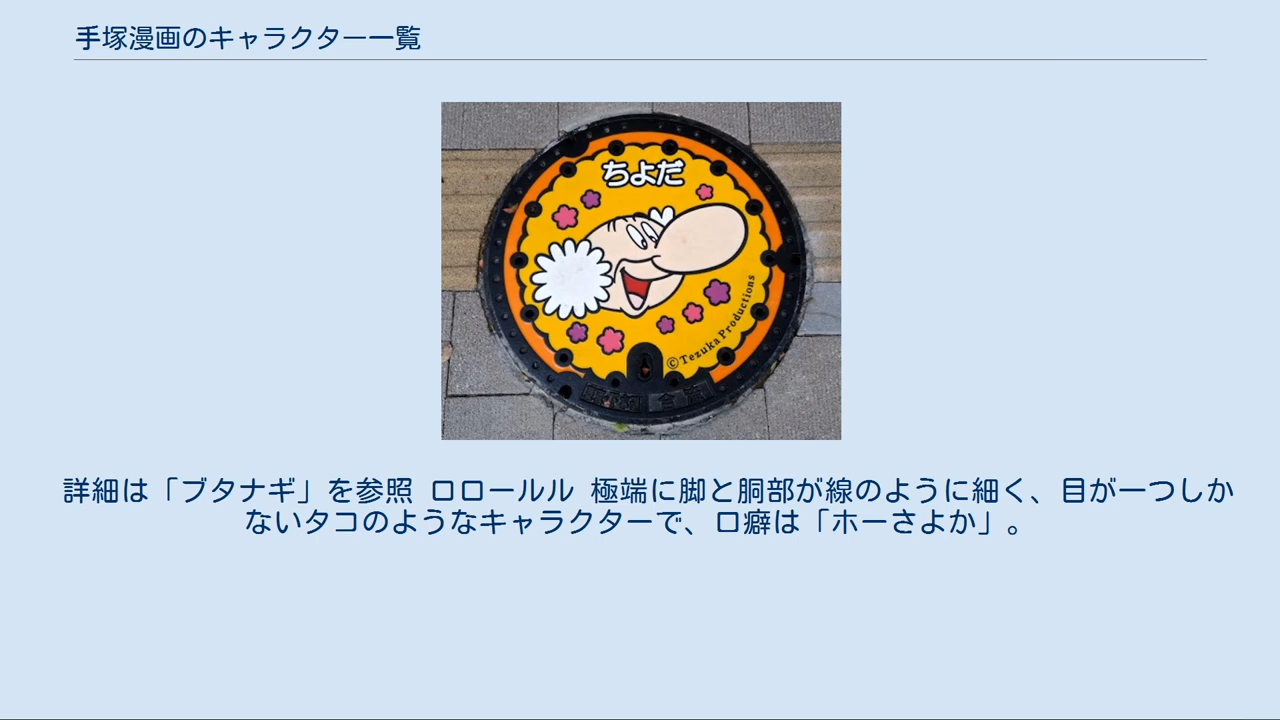 手塚漫画のキャラクター一覧
ちよだ
©Tezuka Productions
詳細は「ブタナギ」を参照 ロロールル 極端に脚と胴部が線のように細く、目が一つしか
ないタコのようなキャラクターで、口癖は「ホーさよか」。